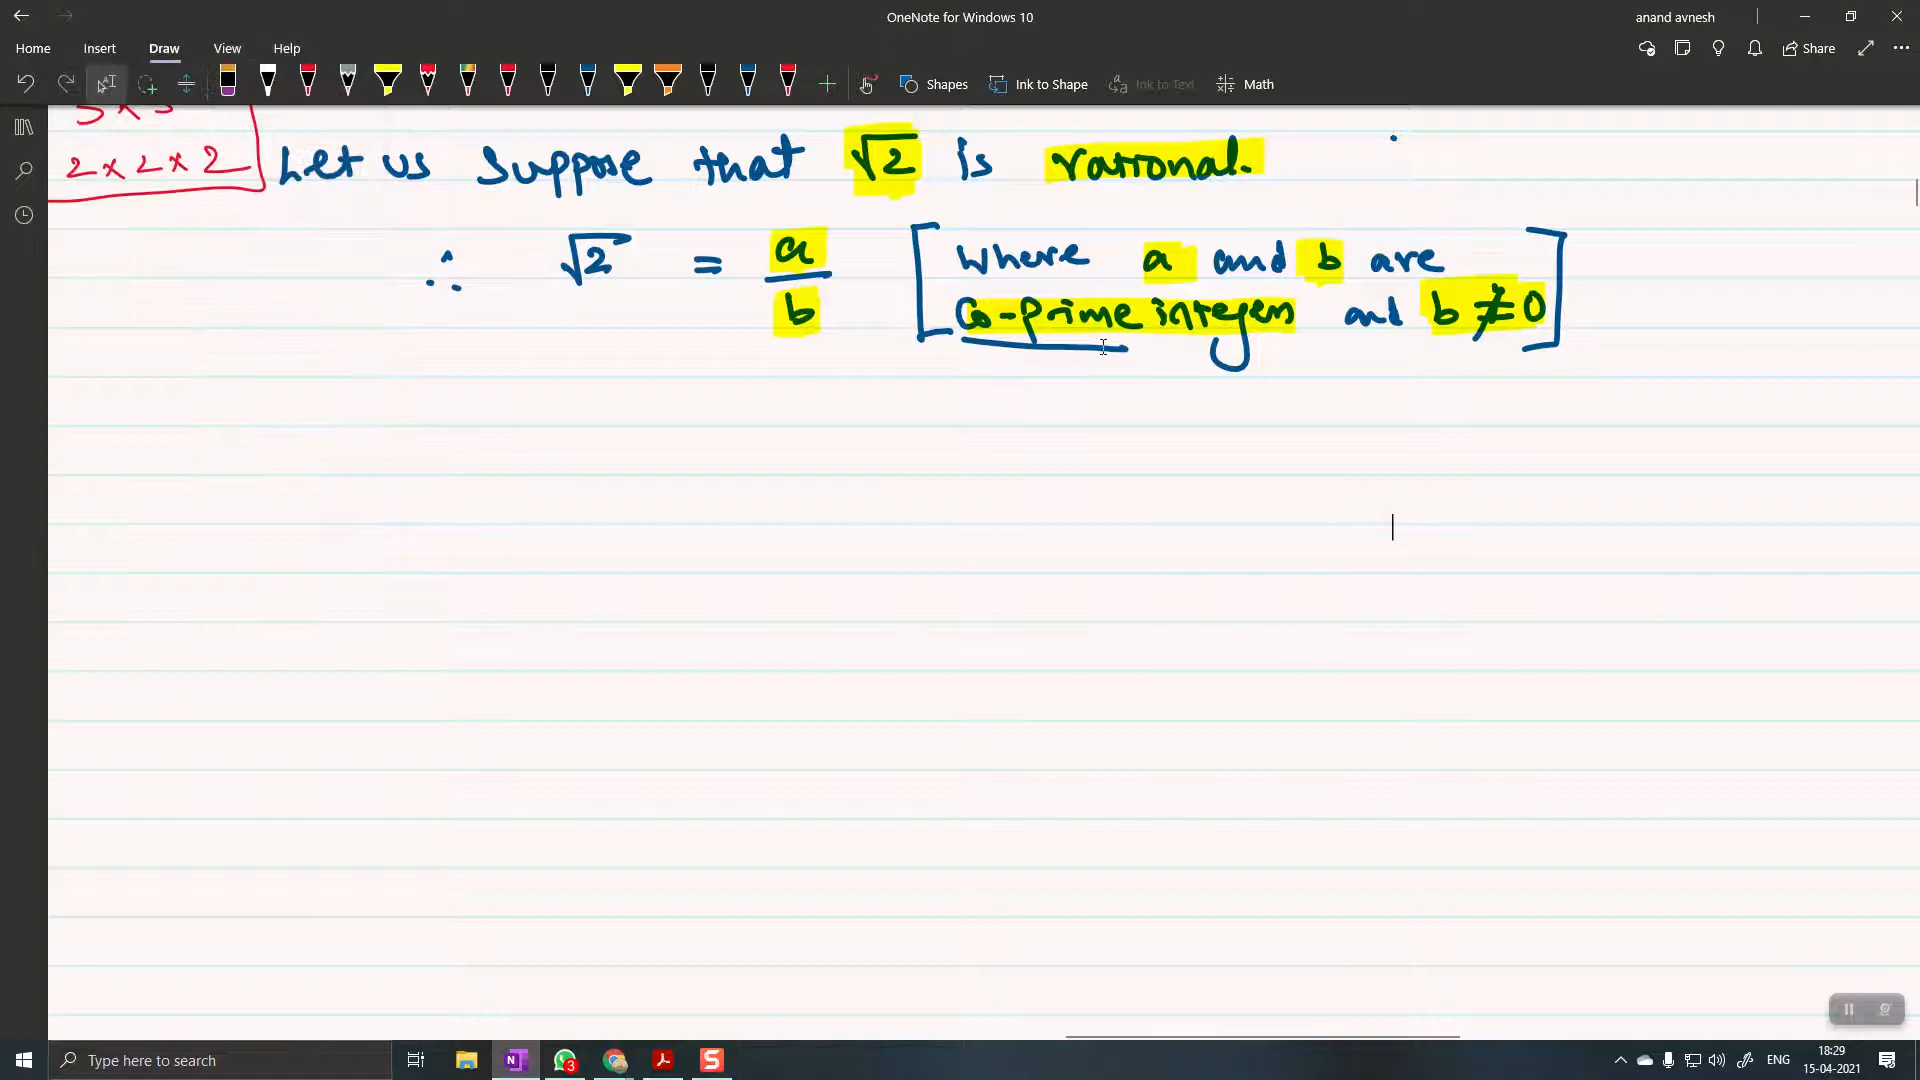 OneNote for Windows 10
anand avnesh
Home Insert Draw View Help
Share
Shapes Ink to Shape Ink to Text Math
2 × 2 × 2
Let us suppose that √2 is rational.
∴ √2 = a/b [where a and b are
Co-prime integers and b ≠ 0]
Type here to search
3
ENG
18:29
15-04-2021